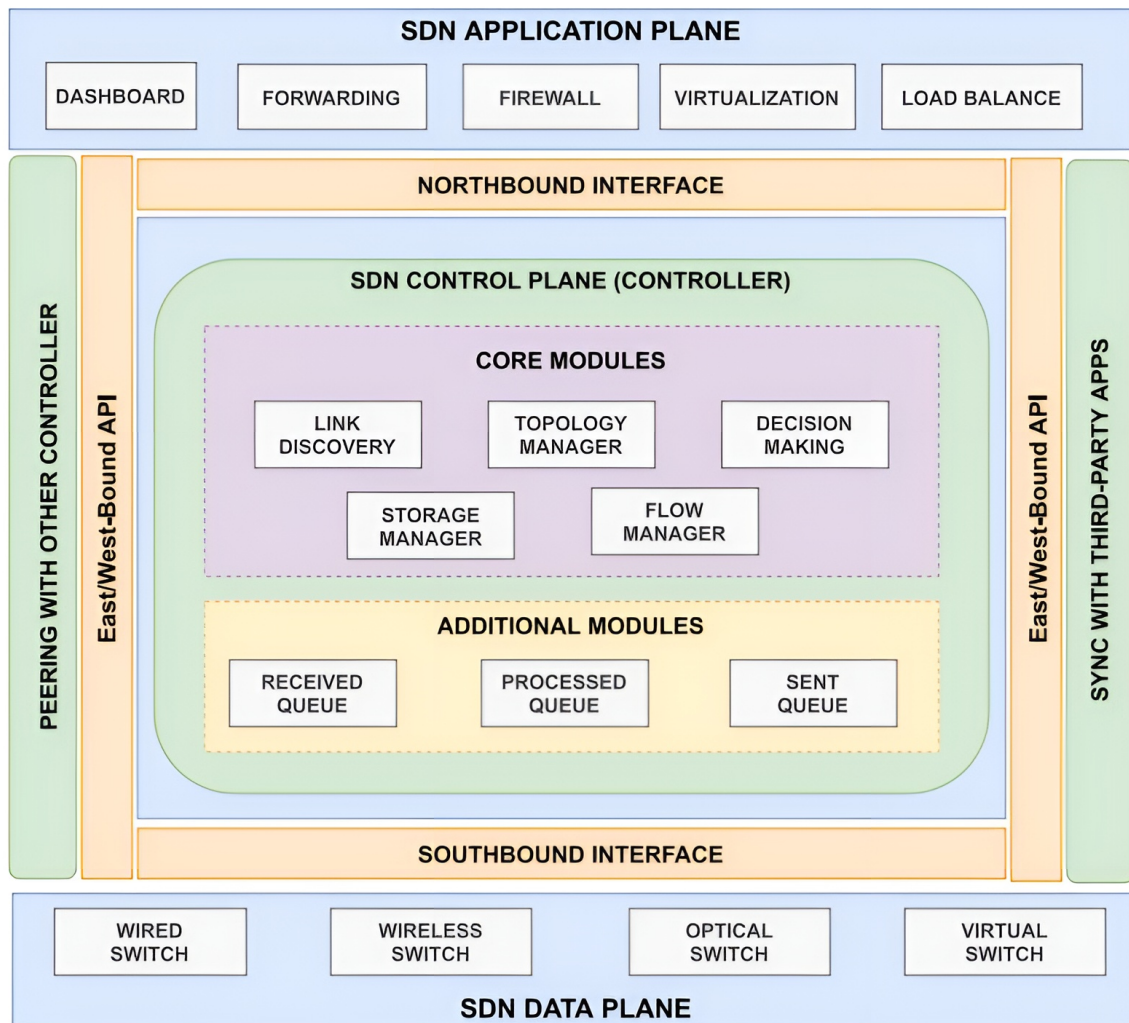 SDN APPLICATION PLANE
DASHBOARD
FORWARDING
FIREWALL
VIRTUALIZATION
LOAD BALANCE
PEERING WITH OTHER CONTROLLER
East/West-Bound API
NORTHBOUND INTERFACE
SDN CONTROL PLANE (CONTROLLER)
CORE MODULES
LINK
DISCOVERY
TOPOLOGY
MANAGER
DECISION
MAKING
STORAGE
MANAGER
FLOW
MANAGER
ADDITIONAL MODULES
RECEIVED
QUEUE
PROCESSED
QUEUE
SENT
QUEUE
SOUTHBOUND INTERFACE
East/West-Bound API
SYNC WITH THIRD-PARTY APPS
WIRED
SWITCH
WIRELESS
SWITCH
OPTICAL
SWITCH
VIRTUAL
SWITCH
SDN DATA PLANE